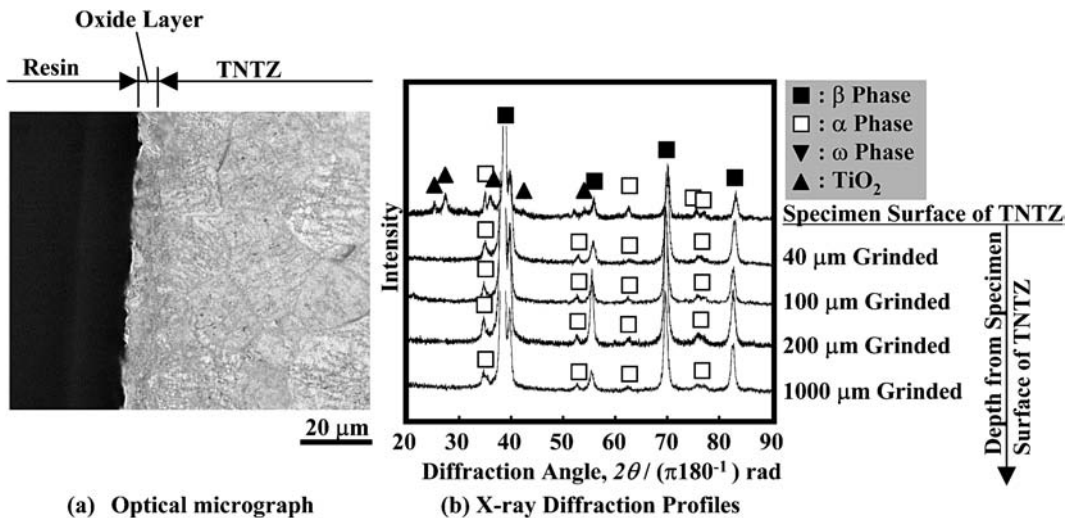 Oxide Layer
Resin
TNTZ
20 μm
(a) Optical micrograph
Intensity
20 30 40 50 60 70 80 90
Diffraction Angle, 2θ / (π180⁻¹) rad
(b) X-ray Diffraction Profiles
■ : β Phase
□ : α Phase
▼ : ω Phase
▲ : TiO₂
Specimen Surface of TNTZ
40 μm Grinded
100 μm Grinded
200 μm Grinded
1000 μm Grinded
Depth from Specimen
Surface of TNTZ